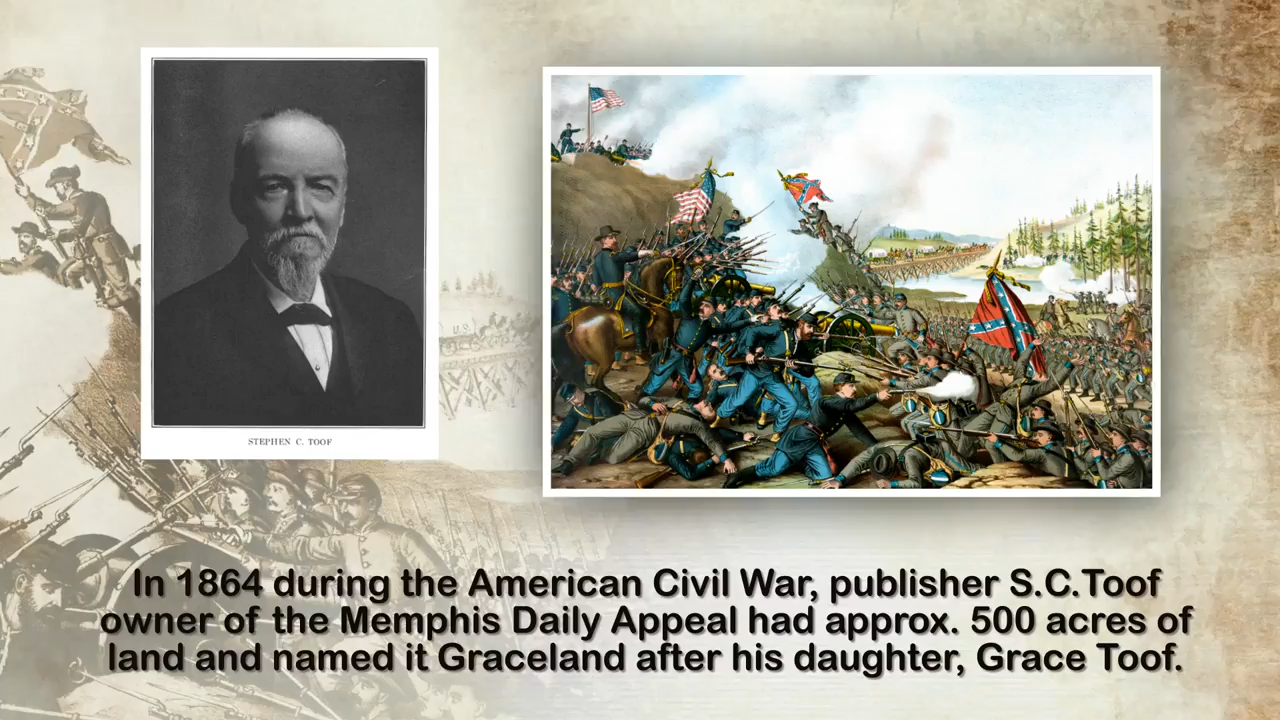 STEPHEN C. TOOF
In 1864 during the American Civil War, publisher S.C.Toof
owner of the Memphis Daily Appeal had approx. 500 acres of
land and named it Graceland after his daughter, Grace Toof.